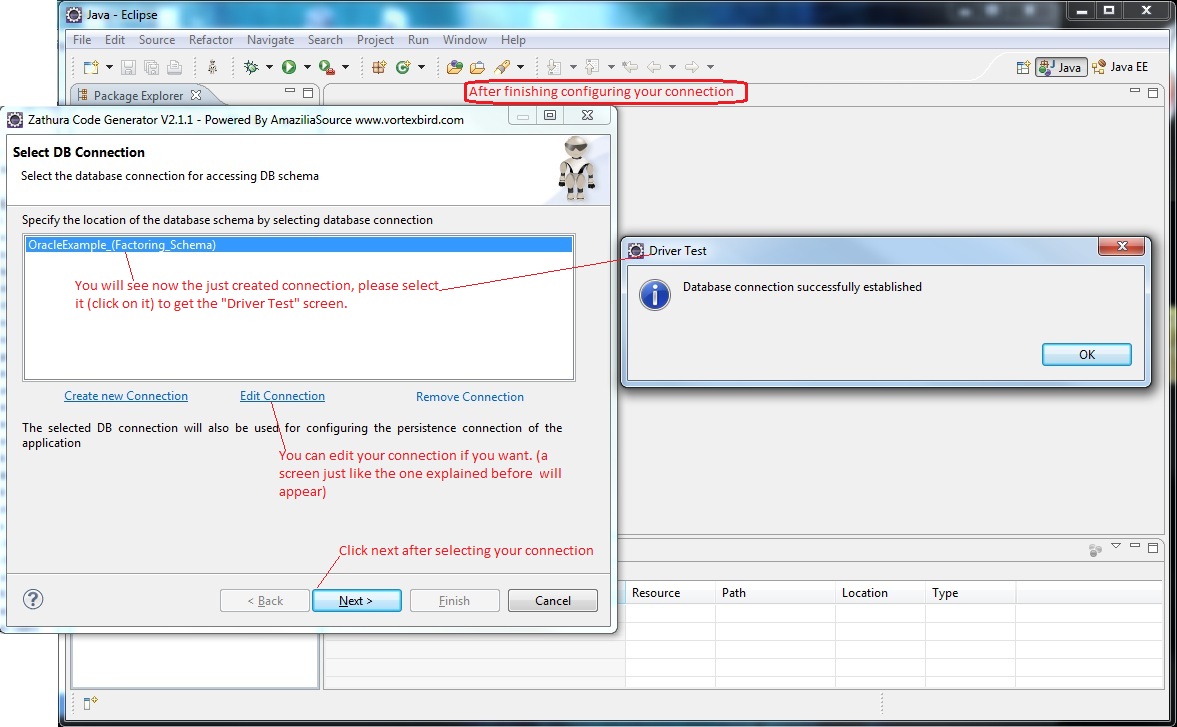 Java - Eclipse
File Edit Source Refactor Navigate Search Project Run Window Help
Java Java EE
Package Explorer
After finishing configuring your connection
Zathura Code Generator V2.1.1 - Powered By AmaziliaSource www.vortexbird.com
Select DB Connection
Select the database connection for accessing DB schema
Specify the location of the database schema by selecting database connection
OracleExample_(Factoring_Schema)
You will see now the just created connection, please select
it (click on it) to get the "Driver Test" screen.
Driver Test
Database connection successfully established
OK
Create new Connection Edit Connection Remove Connection
The selected DB connection will also be used for configuring the persistence connection of the
application
You can edit your connection if you want. (a
screen just like the one explained before will
appear)
Click next after selecting your connection
< Back Next > Finish Cancel
Resource Path Location Type